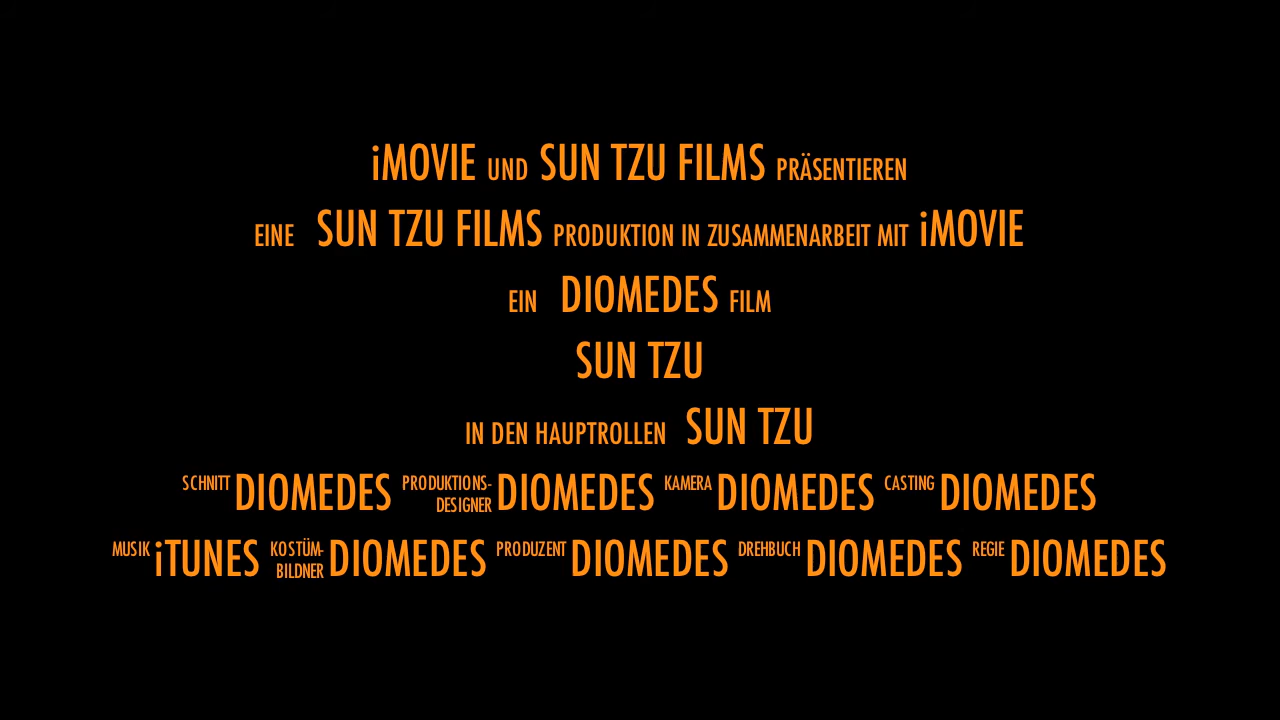 iMOVIE UND SUN TZU FILMS PRÄSENTIEREN
EINE SUN TZU FILMS PRODUKTION IN ZUSAMMENARBEIT MIT iMOVIE
EIN DIOMEDES FILM
SUN TZU
IN DEN HAUPTROLLEN SUN TZU
SCHNITT DIOMEDES PRODUKTIONS-DESIGNER DIOMEDES KAMERA DIOMEDES CASTING DIOMEDES
MUSIK iTUNES KOSTÜM-BILDNER DIOMEDES PRODUZENT DIOMEDES DREHBUCH DIOMEDES REGIE DIOMEDES